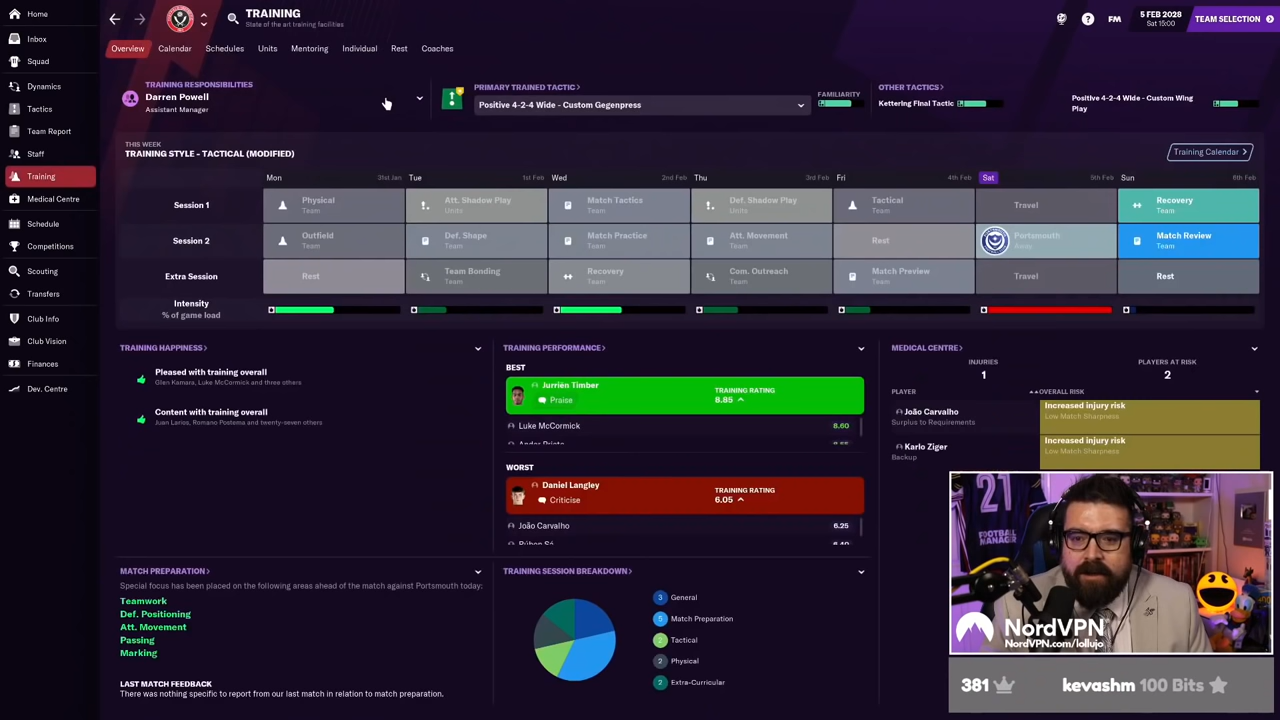 Home
Inbox
Squad
Dynamics
Tactics
Team Report
Staff
Training
Medical Centre
Schedule
Competitions
Scouting
Transfers
Club Info
Club Vision
Finances
Dev. Centre
TRAINING
State of the art training facilities
FM
5 FEB 2028
Sat 15:00
TEAM SELECTION
Overview
Calendar
Schedules
Units
Mentoring
Individual
Rest
Coaches
TRAINING RESPONSIBILITIES
Darren Powell
Assistant Manager
PRIMARY TRAINED TACTIC
Positive 4-2-4 Wide - Custom Gegenpress
FAMILIARITY
OTHER TACTICS
Kettering Final Tactic
Positive 4-2-4 Wide - Custom Wing
Play
THIS WEEK
TRAINING STYLE - TACTICAL (MODIFIED)
Training Calendar
Mon 31st Jan
Tue 1st Feb
Wed 2nd Feb
Thu 3rd Feb
Fri 4th Feb
Sat 5th Feb
Sun 6th Feb
Session 1
Physical
Team
Att. Shadow Play
Units
Match Tactics
Team
Def. Shadow Play
Units
Tactical
Team
Travel
Recovery
Team
Session 2
Outfield
Team
Def. Shape
Team
Match Practice
Team
Att. Movement
Team
Rest
Portsmouth
Away
Match Review
Team
Extra Session
Rest
Team Bonding
Team
Recovery
Team
Com. Outreach
Team
Match Preview
Team
Travel
Rest
Intensity
% of game load
TRAINING HAPPINESS
Pleased with training overall
Glen Kamara, Luke McCormick and three others
Content with training overall
Juan Larios, Romano Postema and twenty-seven others
TRAINING PERFORMANCE
BEST
Jurriën Timber
Praise
TRAINING RATING
8.85
Luke McCormick 8.60
WORST
Daniel Langley
Criticise
TRAINING RATING
6.05
João Carvalho 6.25
MEDICAL CENTRE
INJURIES
1
PLAYERS AT RISK
2
PLAYER
OVERALL RISK
João Carvalho
Surplus to Requirements
Increased injury risk
Low Match Sharpness
Karlo Ziger
Backup
Increased injury risk
Low Match Sharpness
MATCH PREPARATION
Special focus has been placed on the following areas ahead of the match against Portsmouth today:
Teamwork
Def. Positioning
Att. Movement
Passing
Marking
LAST MATCH FEEDBACK
There was nothing specific to report from our last match in relation to match preparation.
TRAINING SESSION BREAKDOWN
3 General
5 Match Preparation
2 Tactical
2 Physical
2 Extra-Curricular
21
FOOTBALL
MANAGER
NordVPN
NordVPN.com/lollujo
381
kevashm 100 Bits